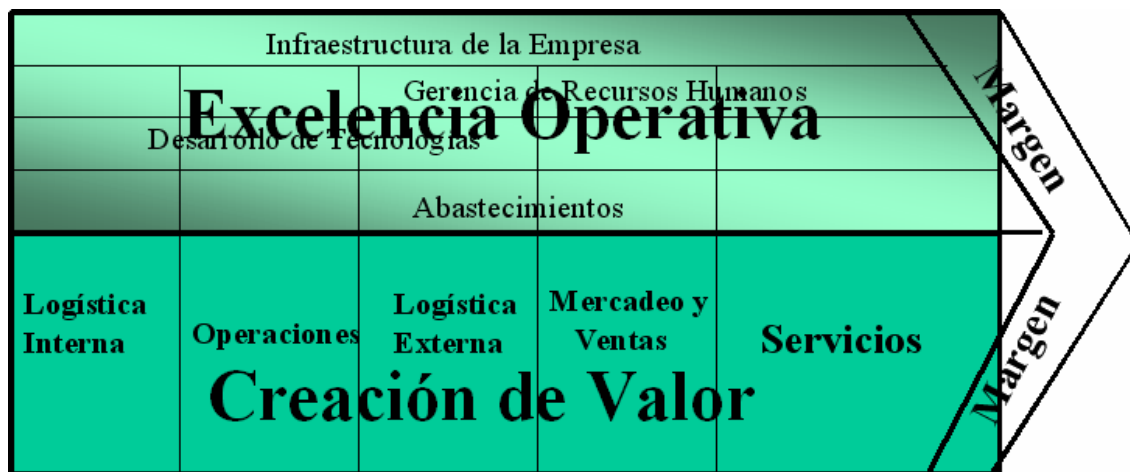 Infraestructura de la Empresa
Gerencia de Recursos Humanos
Excelencia Operativa
Desarrollo de Tecnologías
Abastecimientos
Margen
Logística
Interna
Operaciones
Logística
Externa
Mercadeo y
Ventas
Servicios
Margen
Creación de Valor